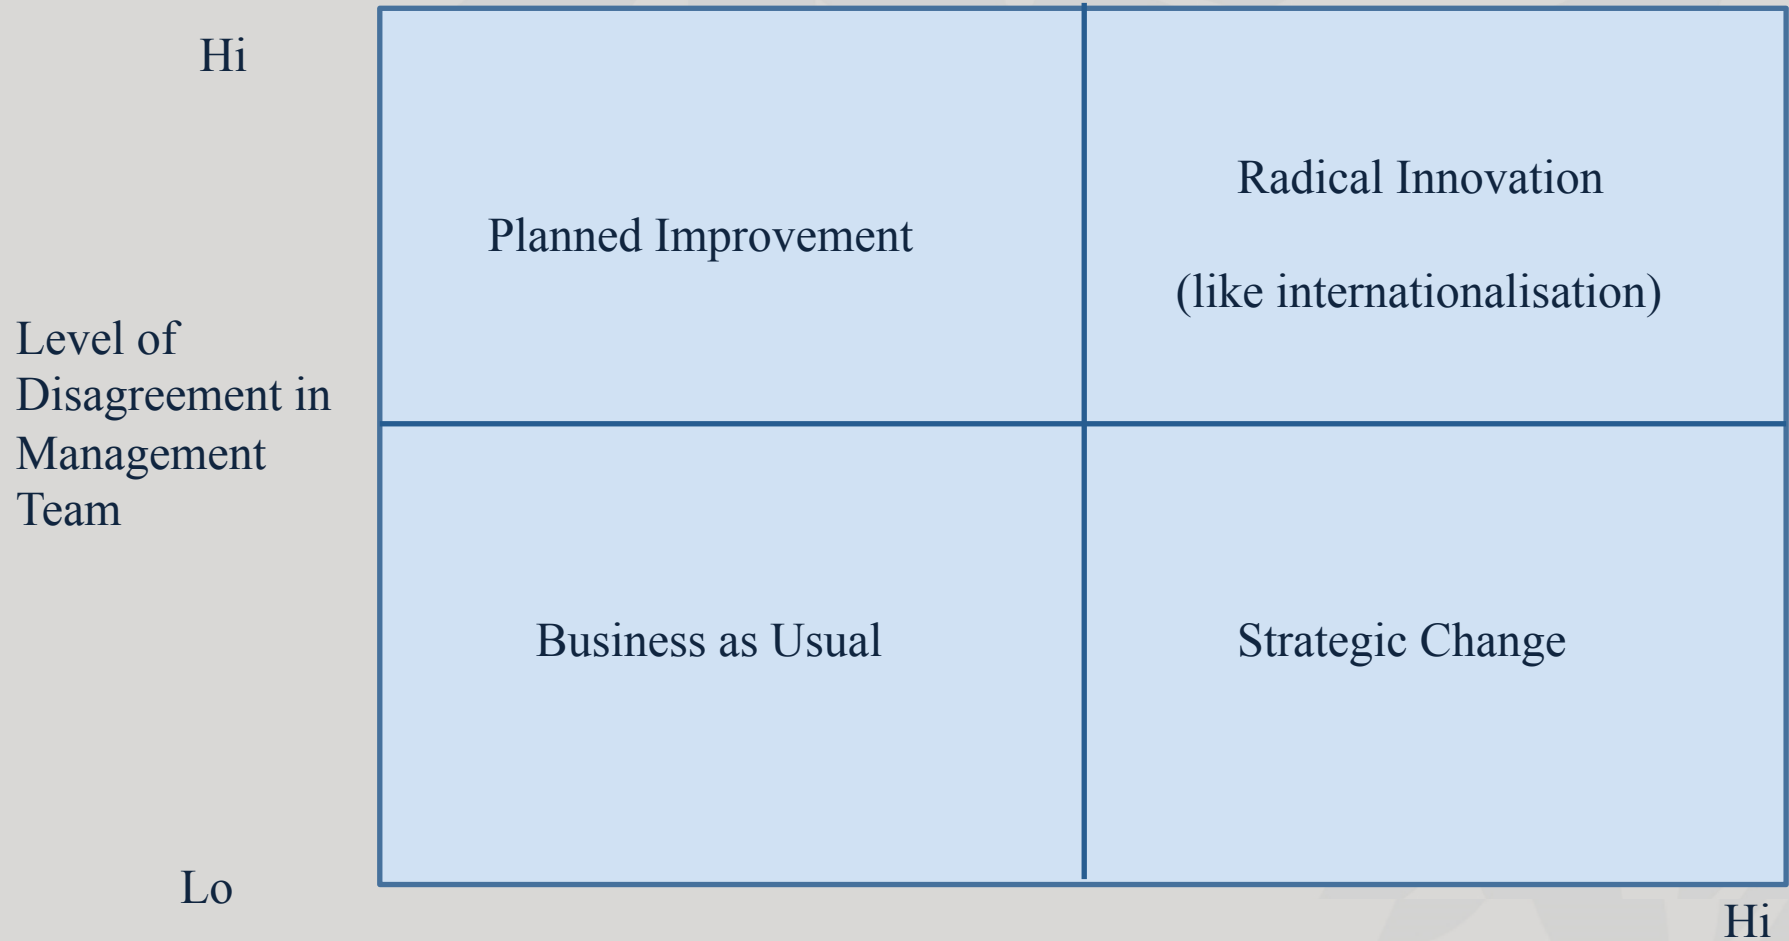 Hi
Radical Innovation
Planned Improvement
(like internationalisation)
Level of
Disagreement in
Management
Team
Business as Usual
Strategic Change
Lo
Hi